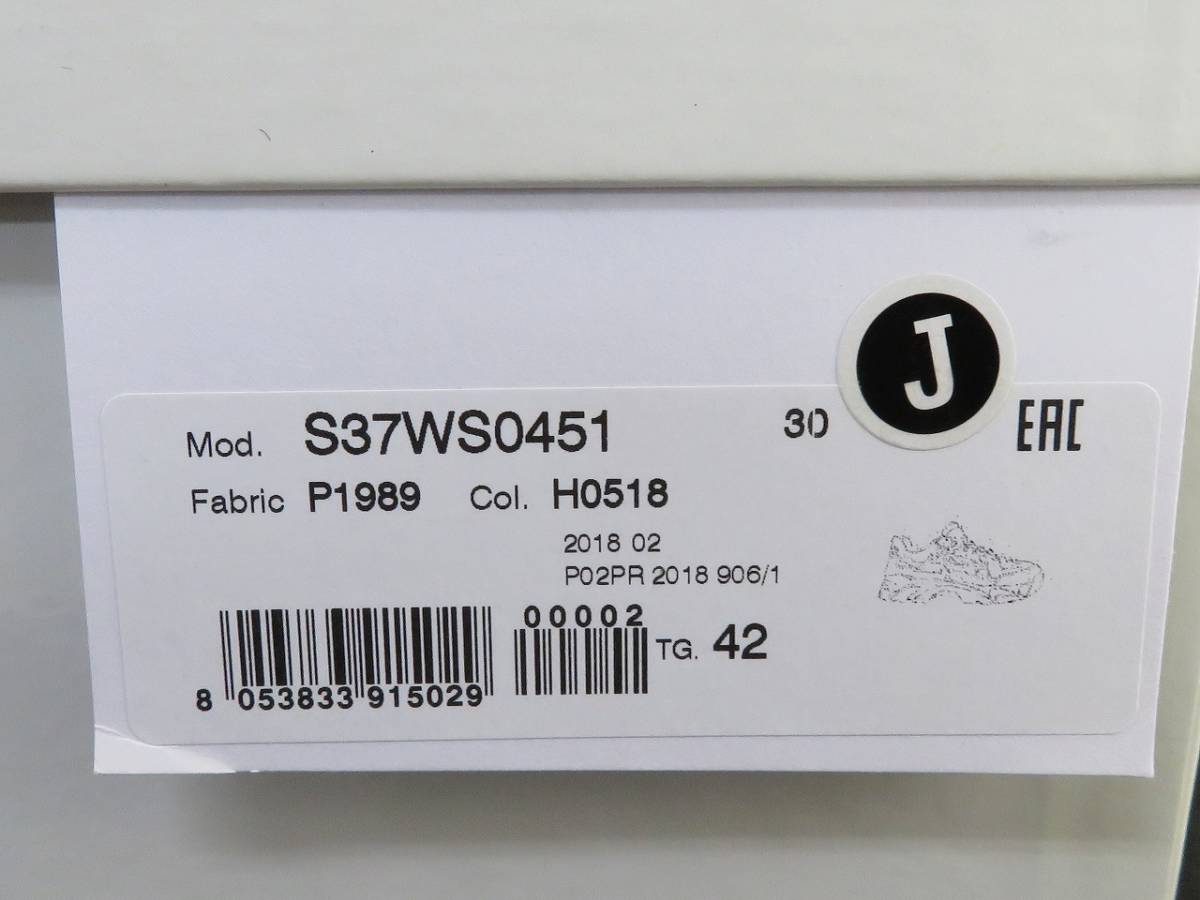 J
Mod. S37WS0451 30 EAC
Fabric P1989 Col. H0518
2018 02
P02PR 2018 906/1
00002
TG. 42
8 053833 915029